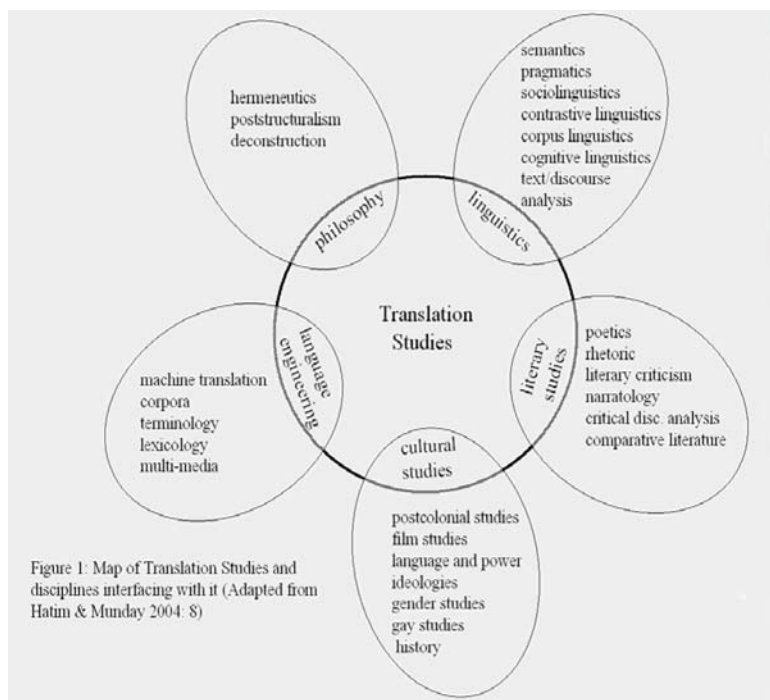 hermeneutics
poststructuralism
deconstruction
philosophy
semantics
pragmatics
sociolinguistics
contrastive linguistics
corpus linguistics
cognitive linguistics
text/discourse
analysis
linguistics
Translation
Studies
language
engineering
machine translation
corpora
terminology
lexicology
multi-media
literary studies
poetics
rhetoric
literary criticism
narratology
critical disc. analysis
comparative literature
cultural
studies
postcolonial studies
film studies
language and power
ideologies
gender studies
gay studies
history
Figure 1: Map of Translation Studies and
disciplines interfacing with it (Adapted from
Hatim & Munday 2004: 8)